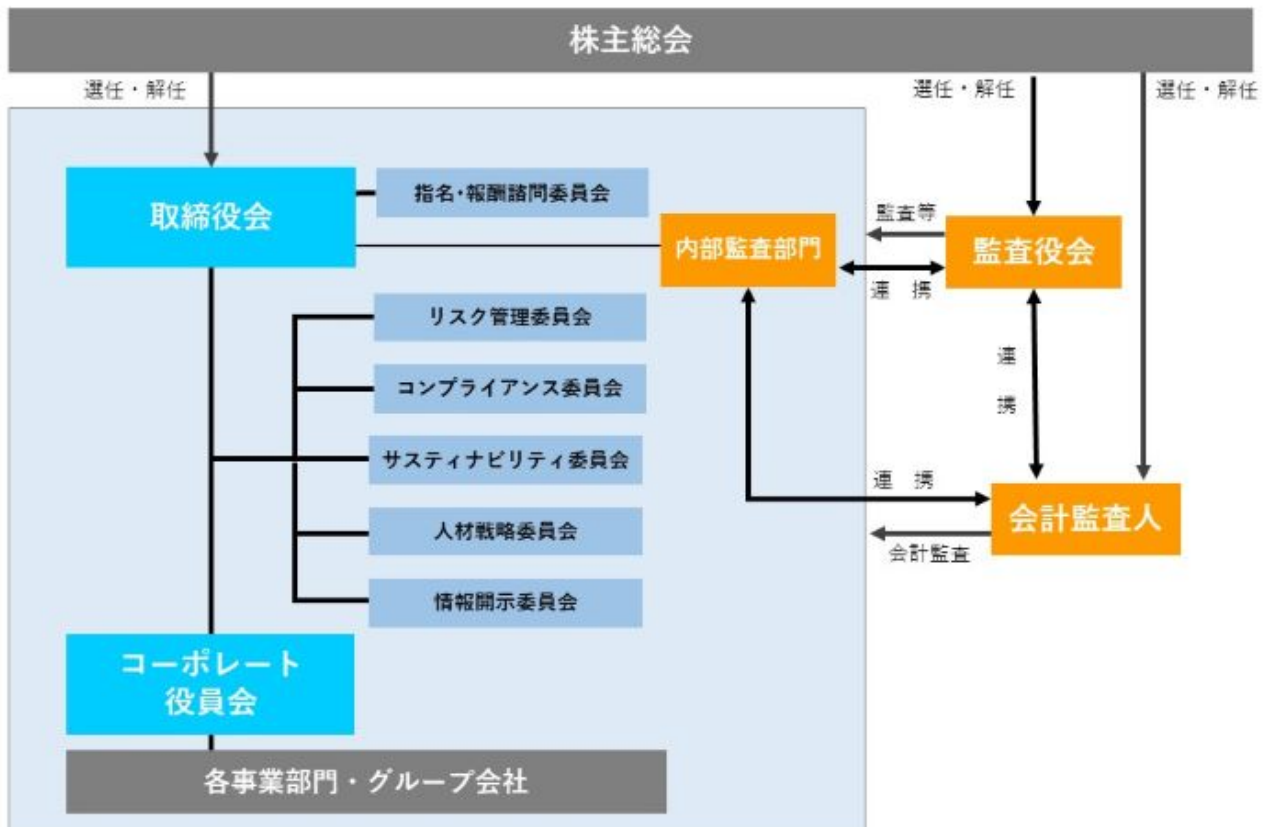 株主総会
選任・解任
選任・解任
選任・解任
取締役会
指名・報酬諮問委員会
内部監査部門
監査等
監査役会
連　携
リスク管理委員会
コンプライアンス委員会
連
携
サスティナビリティ委員会
連　携
会計監査人
人材戦略委員会
会計監査
情報開示委員会
コーポレート
役員会
各事業部門・グループ会社